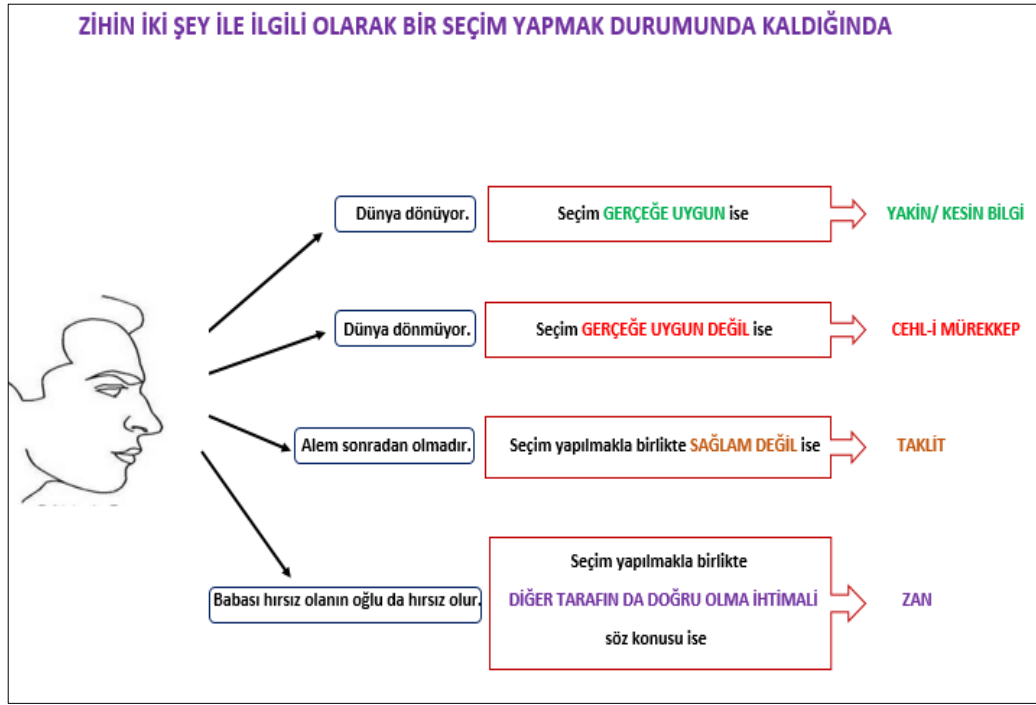 ZİHİN İKİ ŞEY İLE İLGİLİ OLARAK BİR SEÇİM YAPMAK DURUMUNDA KALDIĞINDA
Dünya dönüyor.
Seçim GERÇEĞE UYGUN ise
YAKİN/ KESİN BİLGİ
Dünya dönmüyor.
Seçim GERÇEĞE UYGUN DEĞİL ise
CEHL-İ MÜREKKEP
Alem sonradan olmadır.
Seçim yapılmakla birlikte SAĞLAM DEĞİL ise
TAKLİT
Babası hırsız olanın oğlu da hırsız olur.
Seçim yapılmakla birlikte
DİĞER TARAFIN DA DOĞRU OLMA İHTİMALİ
söz konusu ise
ZAN